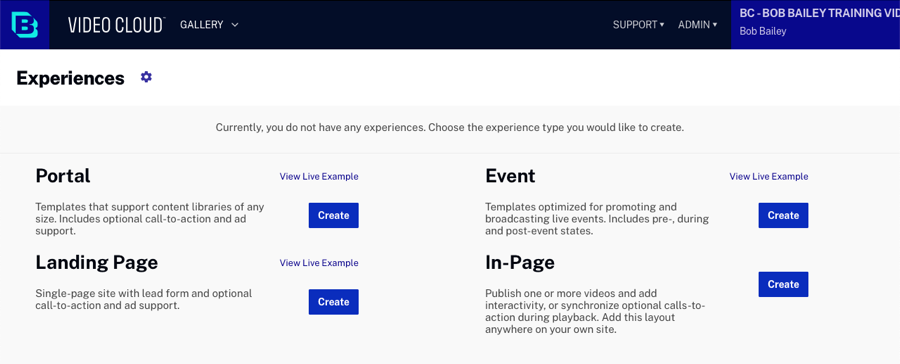 VIDEO CLOUD™ GALLERY SUPPORT ADMIN BC - BOB BAILEY TRAINING
Bob Bailey
Experiences
Currently, you do not have any experiences. Choose the experience type you would like to create.
Portal View Live Example
Templates that support content libraries of any
size. Includes optional call-to-action and ad
support.
Create
Event View Live Example
Templates optimized for promoting and
broadcasting live events. Includes pre-, during
and post-event states.
Create
Landing Page View Live Example
Single-page site with lead form and optional
call-to-action and ad support.
Create
In-Page
Publish one or more videos and add
interactivity, or synchronize optional calls-to-
action during playback. Add this layout
anywhere on your own site.
Create